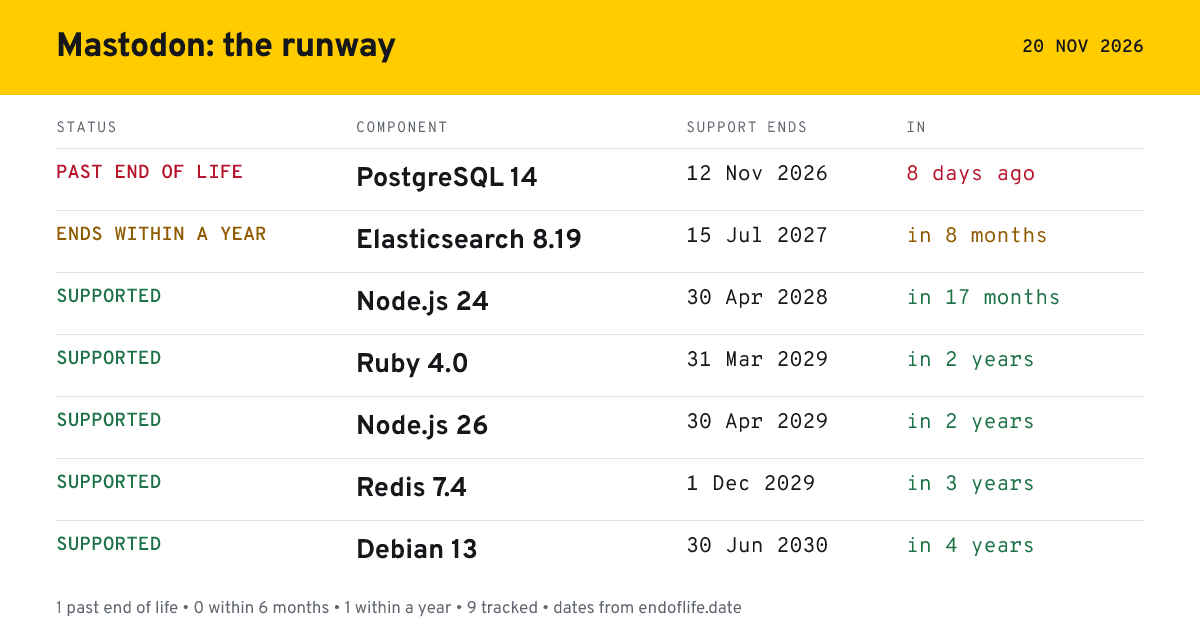 Mastodon: the runway
20 NOV 2026
STATUS COMPONENT SUPPORT ENDS IN
PAST END OF LIFE PostgreSQL 14 12 Nov 2026 8 days ago
ENDS WITHIN A YEAR Elasticsearch 8.19 15 Jul 2027 in 8 months
SUPPORTED Node.js 24 30 Apr 2028 in 17 months
SUPPORTED Ruby 4.0 31 Mar 2029 in 2 years
SUPPORTED Node.js 26 30 Apr 2029 in 2 years
SUPPORTED Redis 7.4 1 Dec 2029 in 3 years
SUPPORTED Debian 13 30 Jun 2030 in 4 years
1 past end of life • 0 within 6 months • 1 within a year • 9 tracked • dates from endoflife.date